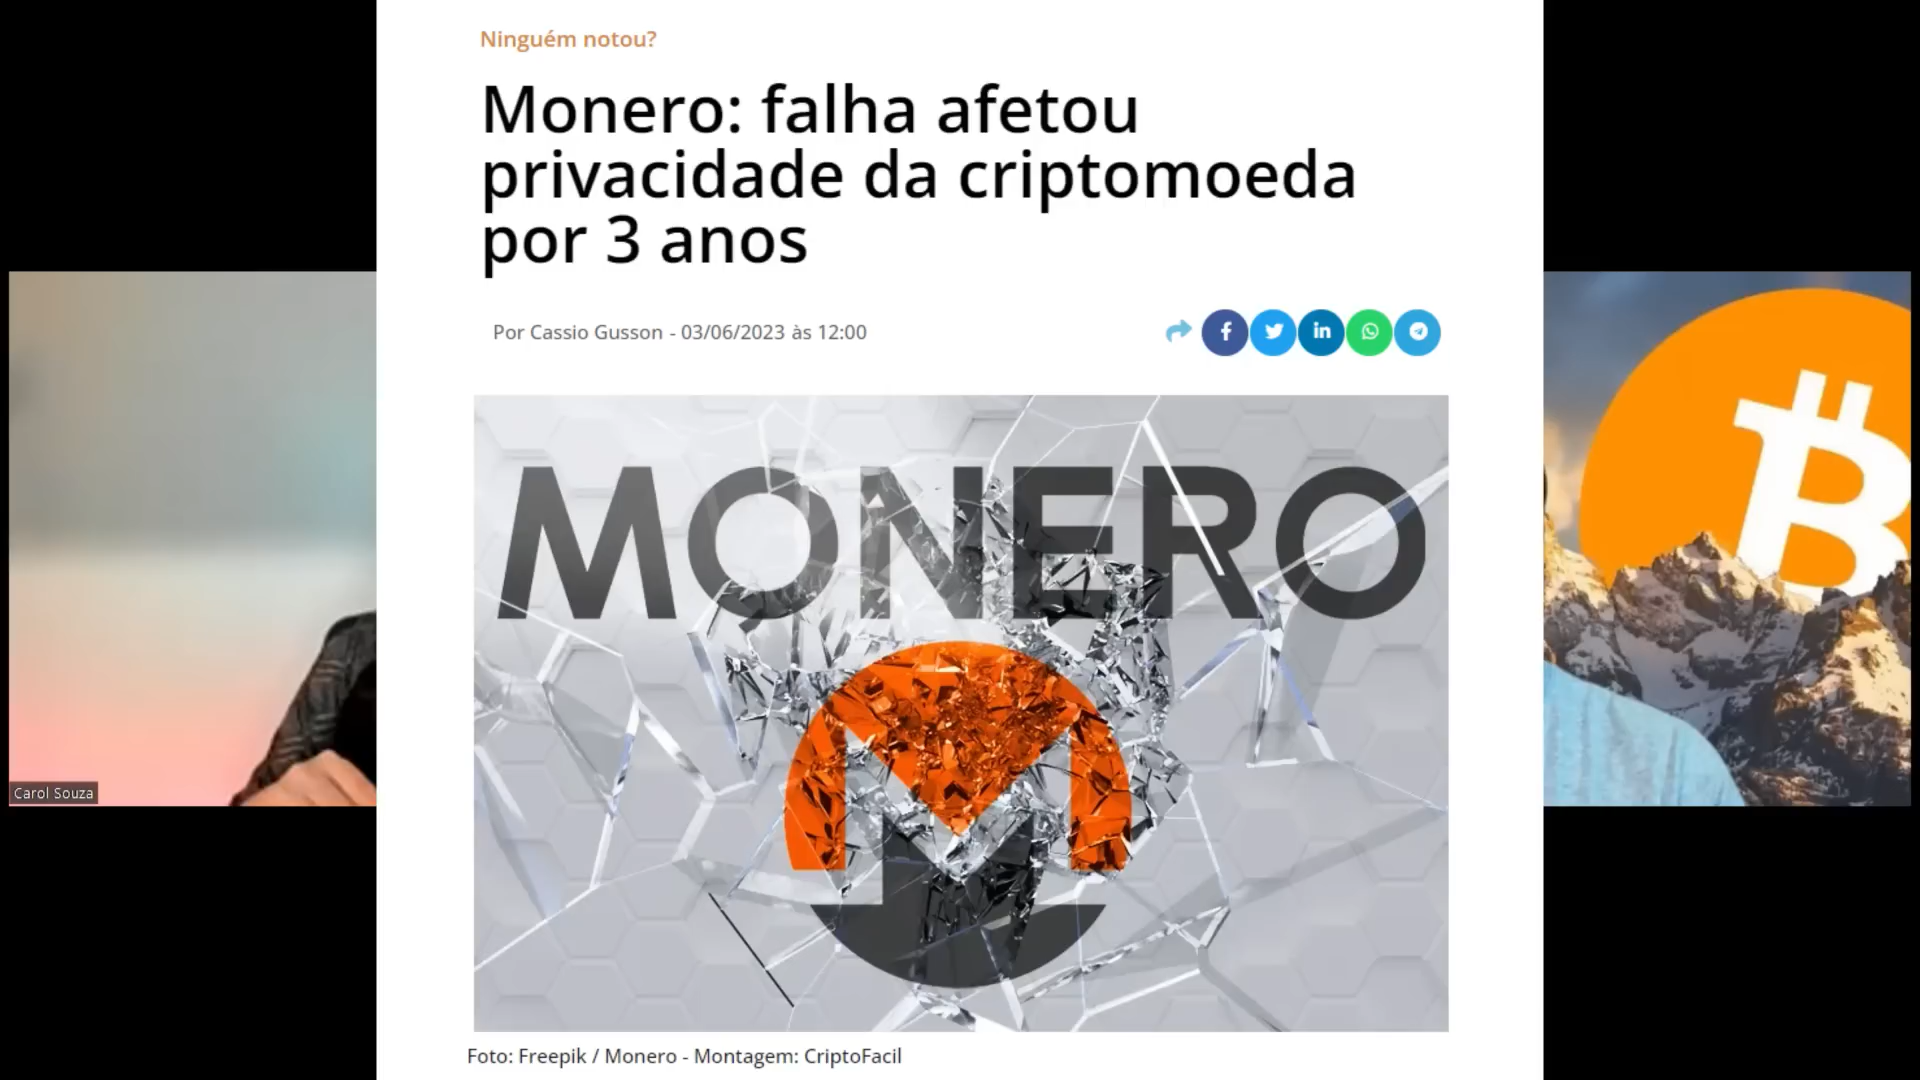 Ninguém notou?
Monero: falha afetou
privacidade da criptomoeda
por 3 anos
Por Cassio Gusson - 03/06/2023 às 12:00
MONERO
Carol Souza
Foto: Freepik / Monero - Montagem: CriptoFacil